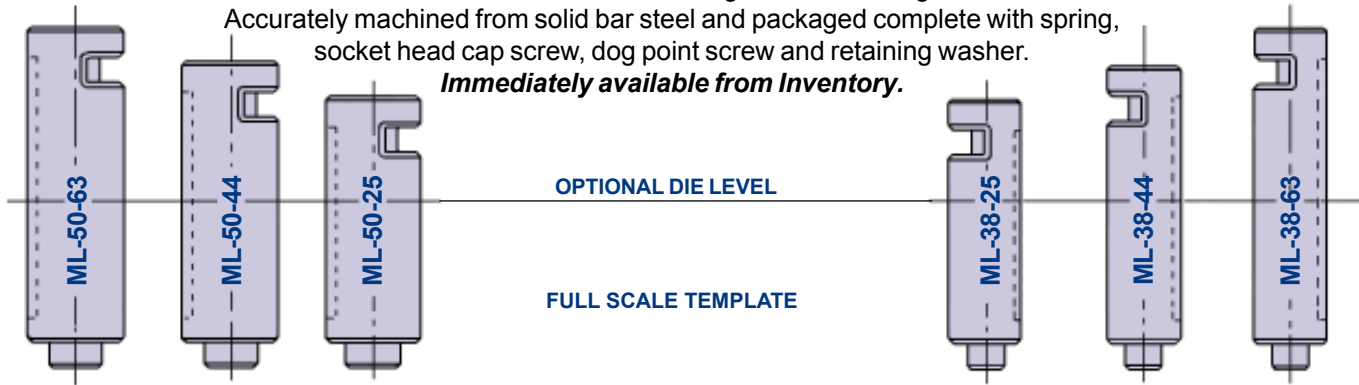 Accurately machined from solid bar steel and packaged complete with spring,
socket head cap screw, dog point screw and retaining washer.
Immediately available from Inventory.
ML-50-63
ML-50-44
ML-50-25
OPTIONAL DIE LEVEL
FULL SCALE TEMPLATE
ML-38-25
ML-38-44
ML-38-63